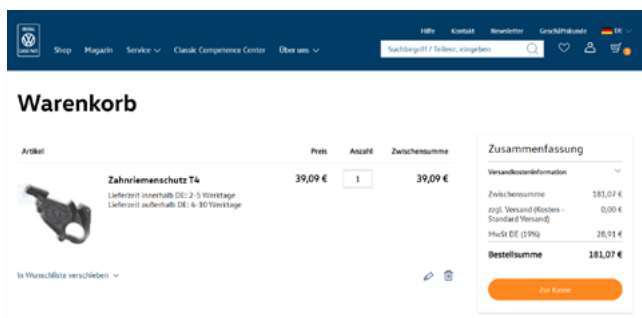 Hilfe Kontakt Newsletter Geschäftskunde DE
Shop Magazin Service Classic Competence Center Über uns
Suchbegriff / Teilenr. eingeben
Warenkorb
Artikel Preis Anzahl Zwischensumme
Zahnriemenschutz T4 39,09 € 1 39,09 €
Lieferzeit innerhalb DE: 2-5 Werktage
Lieferzeit außerhalb DE: 6-10 Werktage
In Wunschliste verschieben
Zusammenfassung
Versandkosteninformation
Zwischensumme 181,07 €
zzgl. Versand (Kosten - 0,00 €
Standard Versand)
MwSt DE (19%) 28,91 €
Bestellsumme 181,07 €
Zur Kasse